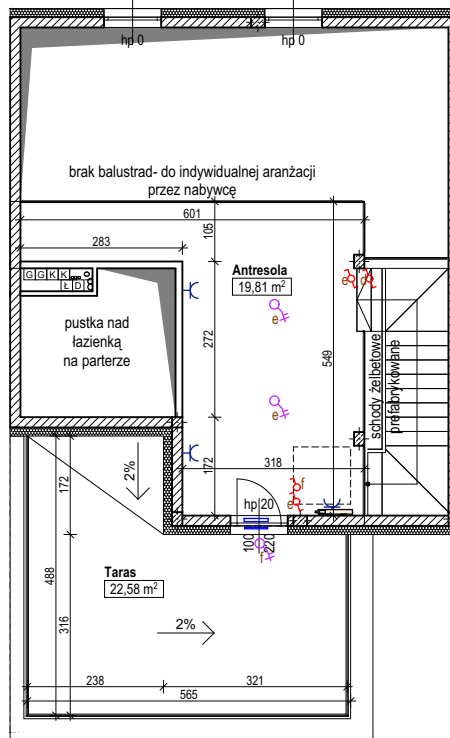 hp 0
hp 0
brak balustrad- do indywidualnej aranżacji
przez nabywcę
601
105
283
Antresola
19,81 m²
GGKK
ŁD
e
e
e
pustka nad
łazienką
na parterze
272
549
e
schody żelbetowe
prefabrykowane
172
318
172
2%
f
e
hp 20
100
220
f
Taras
22,58 m²
488
316
2%
238
321
565